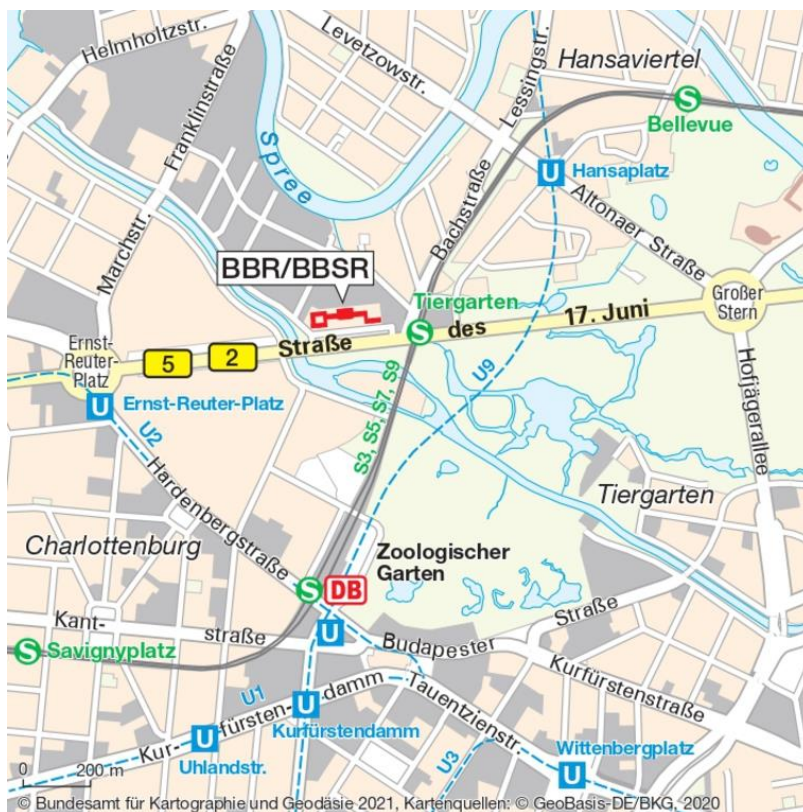 Helmholtzstr.
Levetzowstr.
Lessingstr.
Hansaviertel
S
Bellevue
Franklinstraße
Spree
U
Hansaplatz
Bachstraße
Altonaer Straße
Marchstr.
BBR/BBSR
Tiergarten
S
Großer
Stern
Straße
des
17. Juni
Ernst-
Reuter-
Platz
5
2
U
Ernst-Reuter-Platz
U2
U9
S3, S5, S7, S9
Hofjägerallee
Hardenbergstraße
Tiergarten
Charlottenburg
Zoologischer
Garten
S
DB
Kant-
straße
U
Budapester
Straße
S
Savignyplatz
Kurfürstenstraße
U1
Kur-
fürsten-
damm
Tauentzienstr.
U
Kurfürstendamm
U
Uhlandstr.
U3
Wittenbergplatz
U
0
200 m
© Bundesamt für Kartographie und Geodäsie 2021, Kartenquellen: © GeoBasis-DE/BKG, 2020